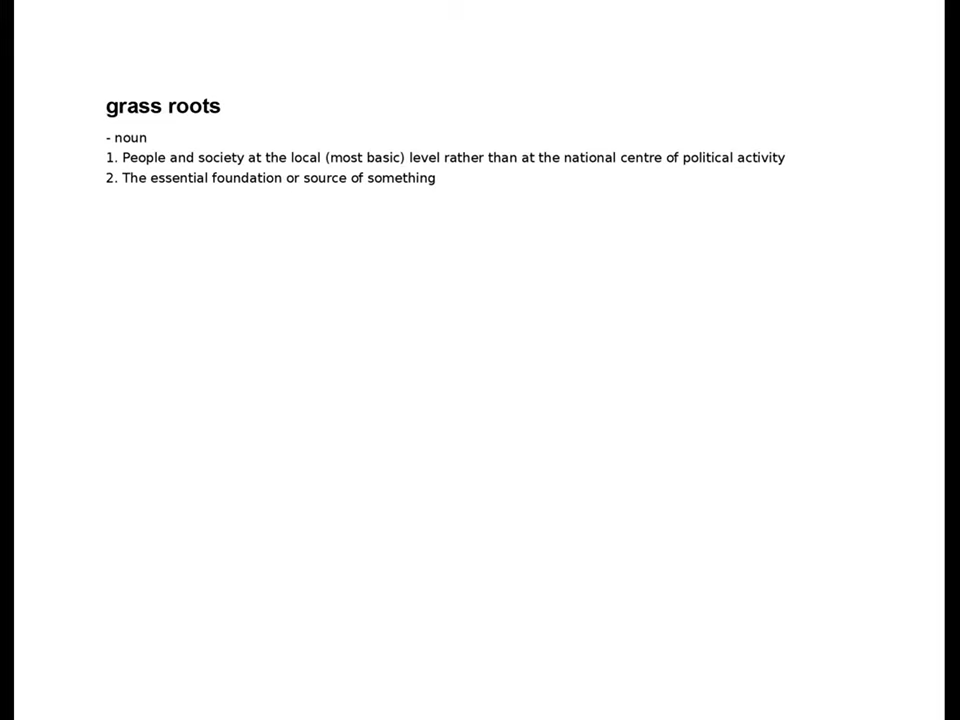 grass roots
- noun
1. People and society at the local (most basic) level rather than at the national centre of political activity
2. The essential foundation or source of something